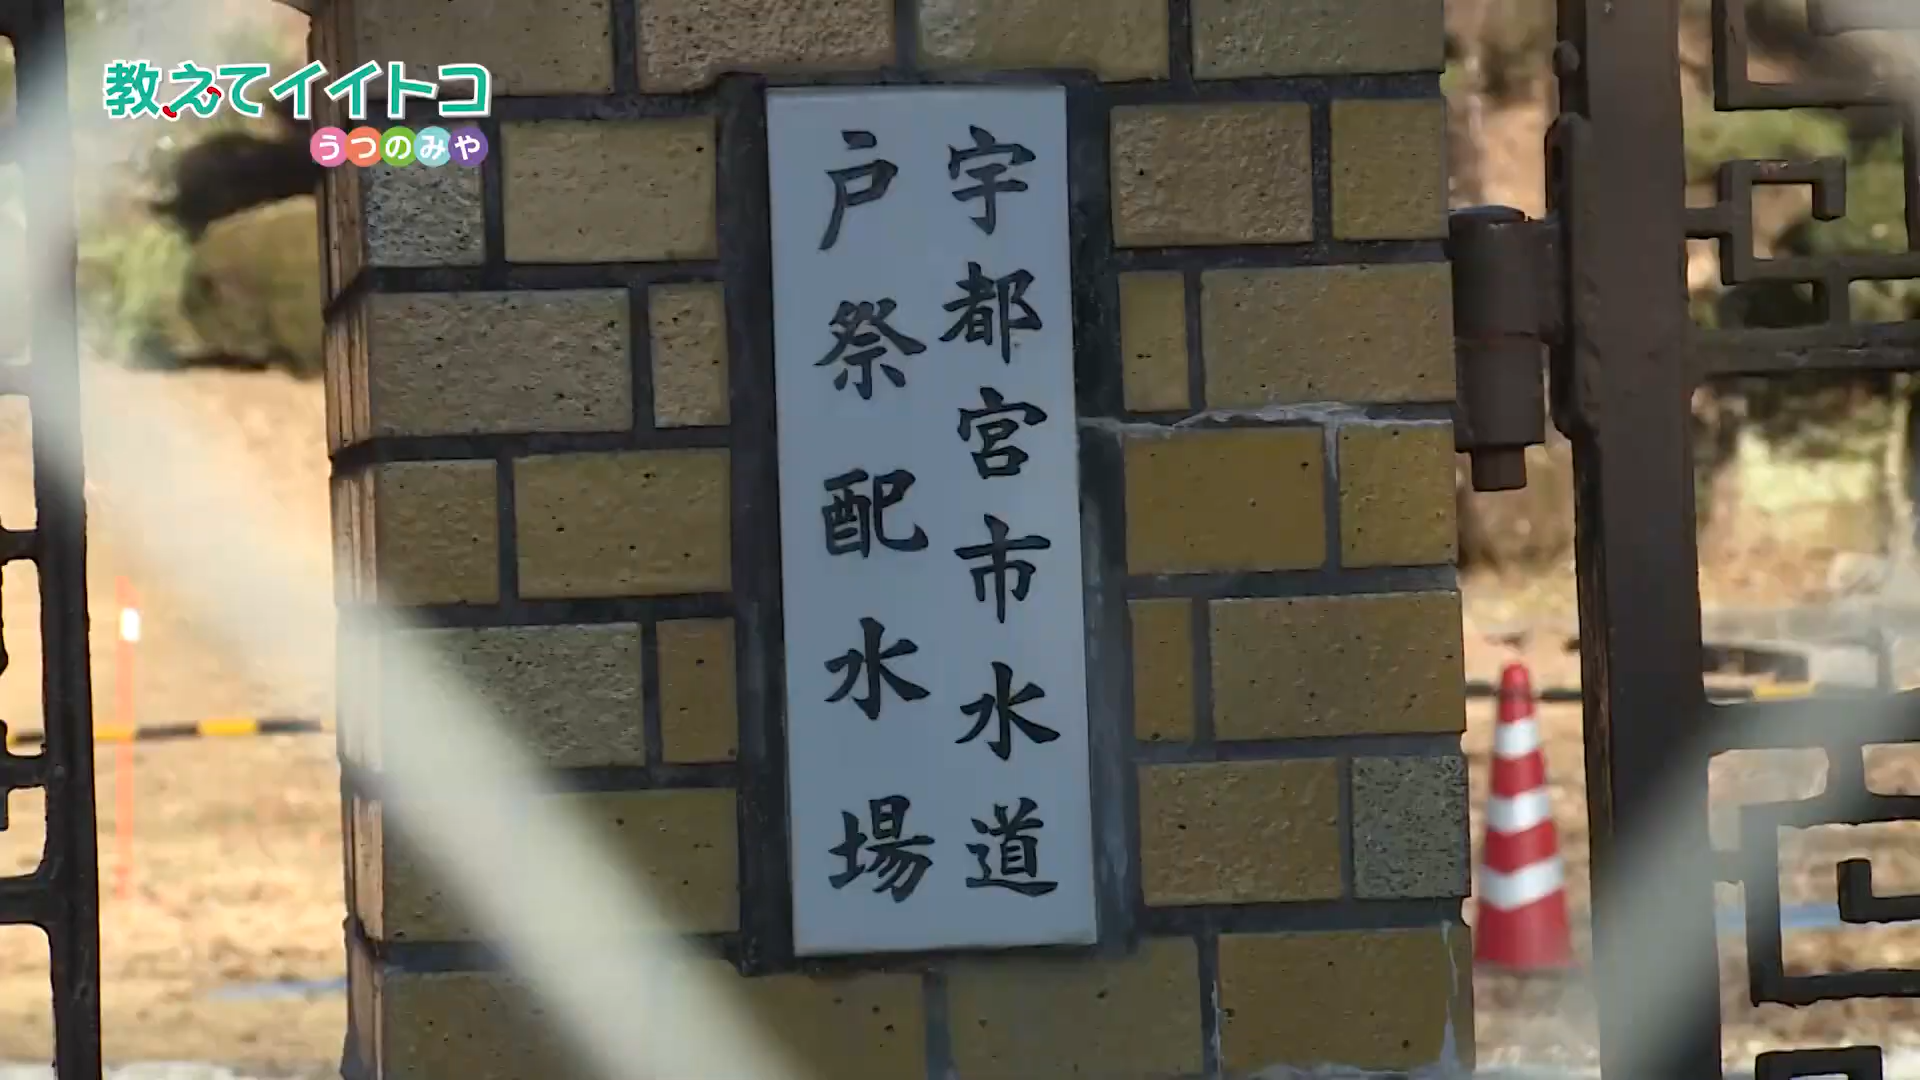 教えてイイトコ
うつのみや
宇都宮市水道
戸祭配水場